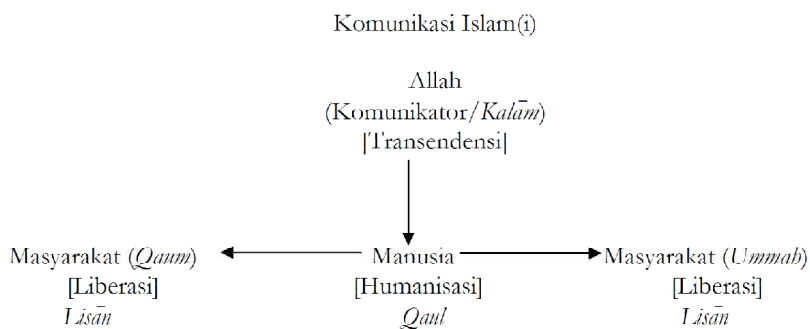 Komunikasi Islam(i)
Allah
(Komunikator/Kalām)
[Transendensi]
Masyarakat (Qaum)
[Liberasi]
Lisān
Manusia
[Humanisasi]
Qaul
Masyarakat (Ummah)
[Liberasi]
Lisān